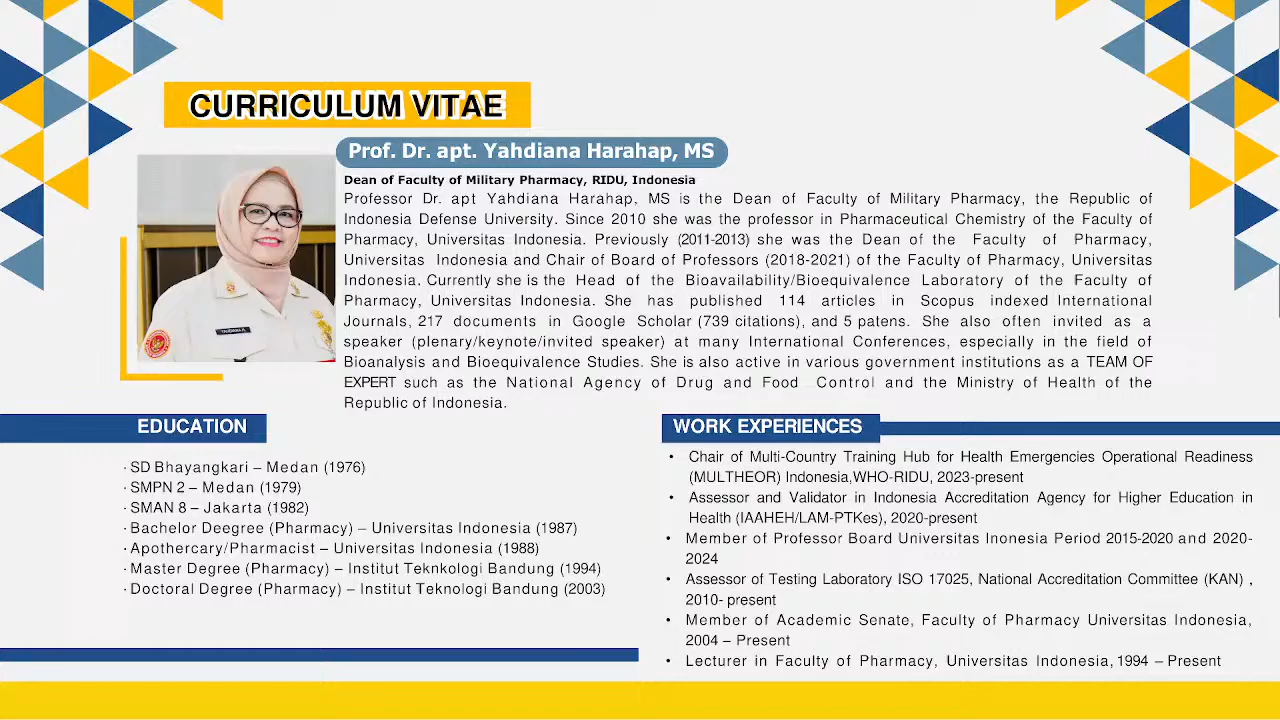 CURRICULUM VITAE
Prof. Dr. apt. Yahdiana Harahap, MS
Dean of Faculty of Military Pharmacy, RIDU, Indonesia
Professor Dr. apt Yahdiana Harahap, MS is the Dean of Faculty of Military Pharmacy, the Republic of
Indonesia Defense University. Since 2010 she was the professor in Pharmaceutical Chemistry of the Faculty of
Pharmacy, Universitas Indonesia. Previously (2011-2013) she was the Dean of the Faculty of Pharmacy,
Universitas Indonesia and Chair of Board of Professors (2018-2021) of the Faculty of Pharmacy, Universitas
Indonesia. Currently she is the Head of the Bioavailability/Bioequivalence Laboratory of the Faculty of
Pharmacy, Universitas Indonesia. She has published 114 articles in Scopus indexed International
Journals, 217 documents in Google Scholar (739 citations), and 5 patens. She also often invited as a
speaker (plenary/keynote/invited speaker) at many International Conferences, especially in the field of
Bioanalysis and Bioequivalence Studies. She is also active in various government institutions as a TEAM OF
EXPERT such as the National Agency of Drug and Food Control and the Ministry of Health of the
Republic of Indonesia.
EDUCATION
· SD Bhayangkari – Medan (1976)
· SMPN 2 – Medan (1979)
· SMAN 8 – Jakarta (1982)
· Bachelor Deegree (Pharmacy) – Universitas Indonesia (1987)
· Apothercary/Pharmacist – Universitas Indonesia (1988)
· Master Degree (Pharmacy) – Institut Teknkologi Bandung (1994)
· Doctoral Degree (Pharmacy) – Institut Teknologi Bandung (2003)
WORK EXPERIENCES
• Chair of Multi-Country Training Hub for Health Emergencies Operational Readiness
(MULTHEOR) Indonesia,WHO-RIDU, 2023-present
• Assessor and Validator in Indonesia Accreditation Agency for Higher Education in
Health (IAAHEH/LAM-PTKes), 2020-present
• Member of Professor Board Universitas Inonesia Period 2015-2020 and 2020-
2024
• Assessor of Testing Laboratory ISO 17025, National Accreditation Committee (KAN) ,
2010- present
• Member of Academic Senate, Faculty of Pharmacy Universitas Indonesia,
2004 – Present
• Lecturer in Faculty of Pharmacy, Universitas Indonesia, 1994 – Present